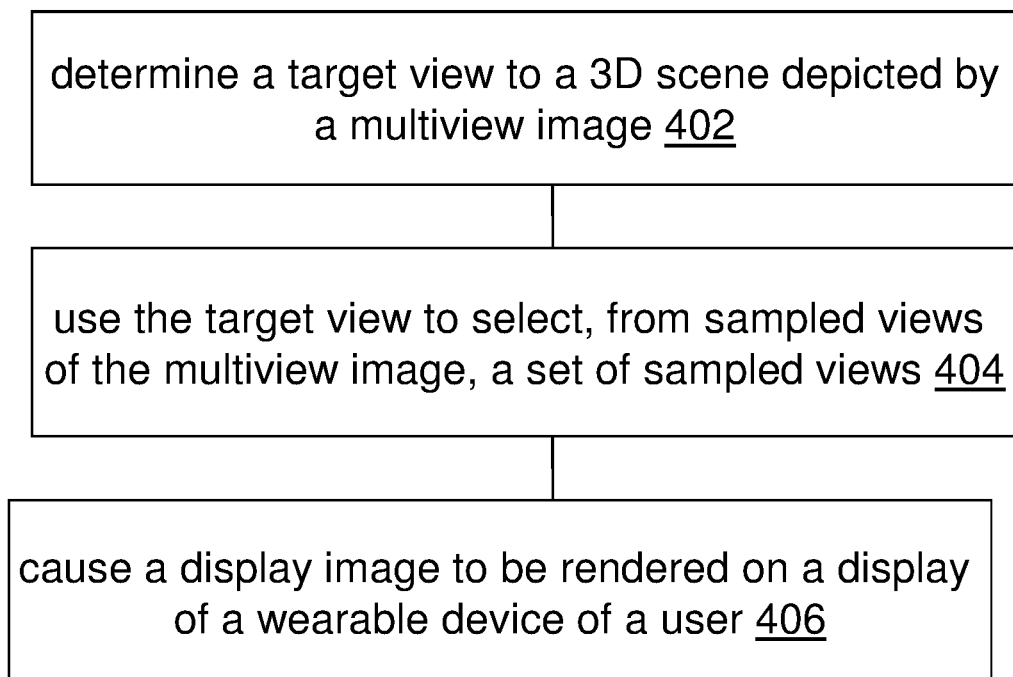 determine a target view to a 3D scene depicted by
a multiview image 402
use the target view to select, from sampled views
of the multiview image, a set of sampled views 404
cause a display image to be rendered on a display
of a wearable device of a user 406